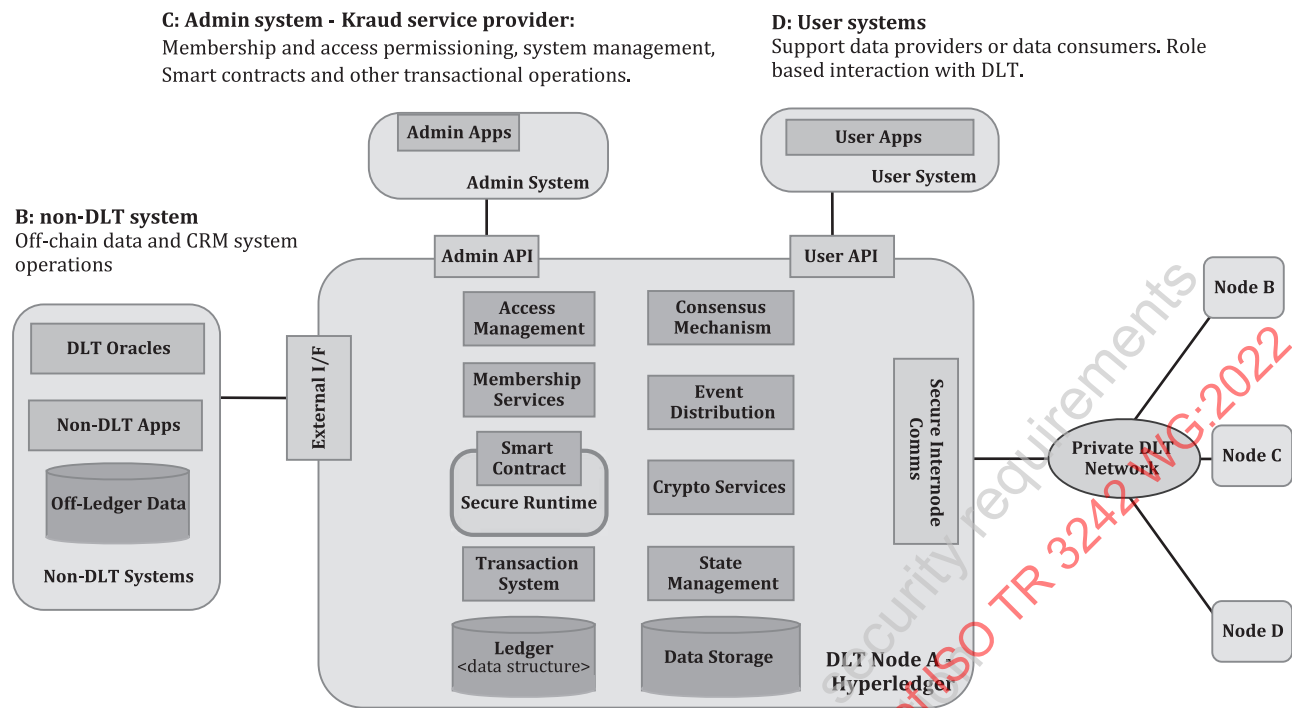 C: Admin system - Kraud service provider:
Membership and access permissioning, system management,
Smart contracts and other transactional operations.
D: User systems
Support data providers or data consumers. Role
based interaction with DLT.
Admin Apps
Admin System
User Apps
User System
B: non-DLT system
Off-chain data and CRM system
operations
Admin API
User API
DLT Oracles
Non-DLT Apps
Off-Ledger Data
Non-DLT Systems
External I/F
Access
Management
Membership
Services
Smart
Contract
Secure Runtime
Transaction
System
Ledger
<data structure>
Consensus
Mechanism
Event
Distribution
Crypto Services
State
Management
Data Storage
Secure Internode
Comms
DLT Node A -
Hyperledger
Private DLT
Network
Node B
Node C
Node D
security requirements
ISO TR 3242 WG:2022